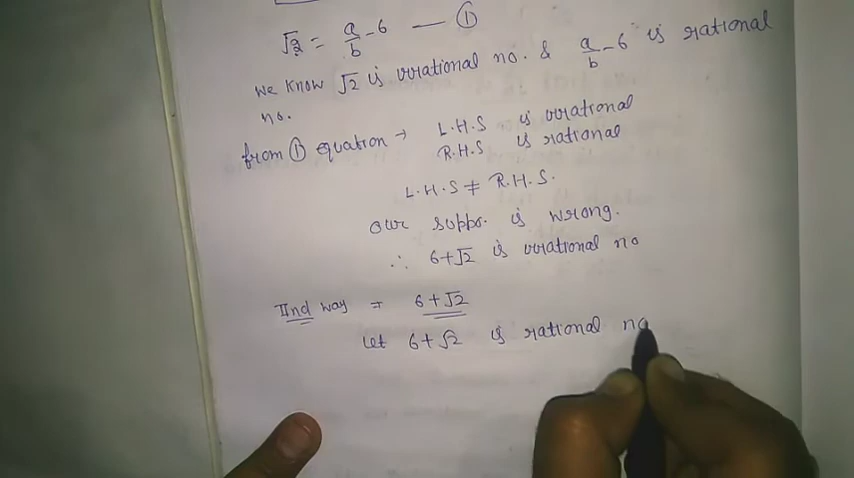 √2 = a/b - 6 — ①
we know √2 is irrational no. & a/b - 6 is rational
no.
from ① equation → L.H.S is irrational
R.H.S is rational
L.H.S ≠ R.H.S.
our suppo. is wrong.
∴ 6+√2 is irrational no
IInd way = 6+√2
Let 6+√2 is rational no